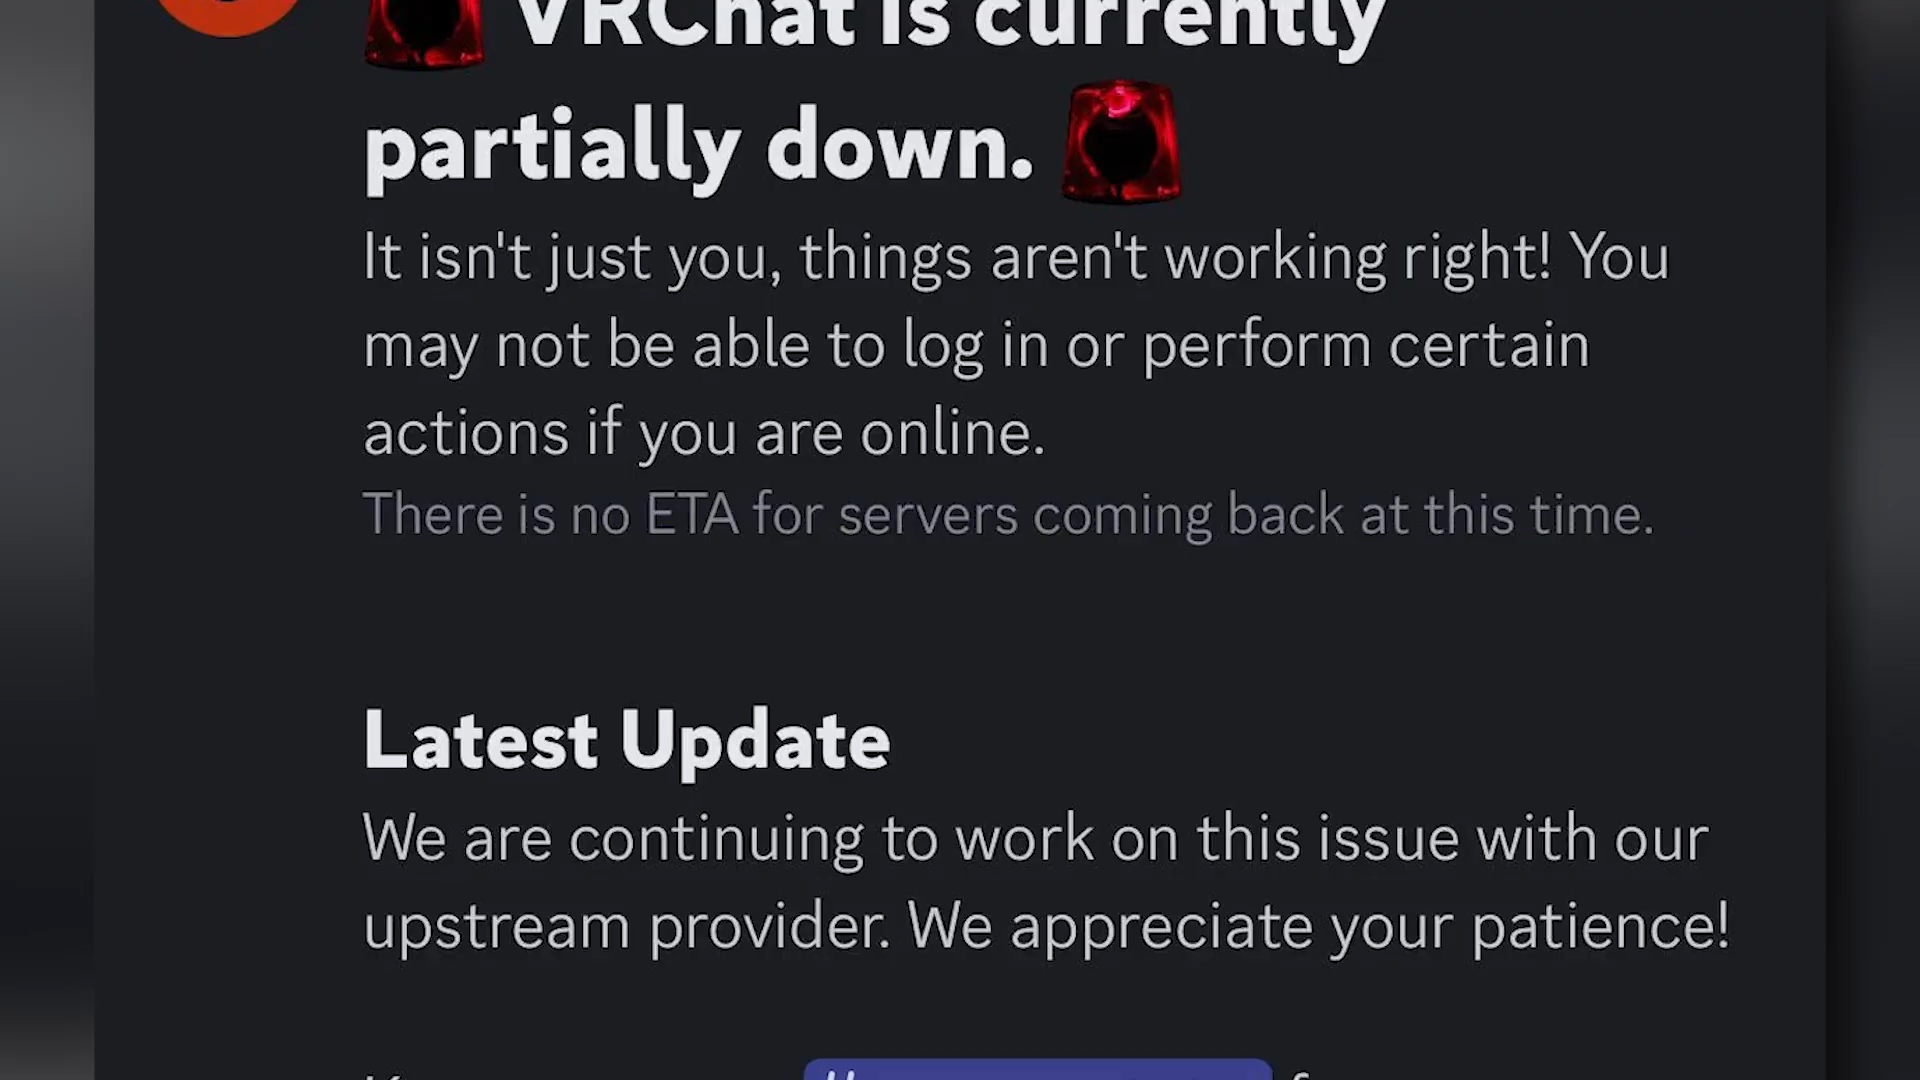 VRChat is currently
partially down.
It isn't just you, things aren't working right! You
may not be able to log in or perform certain
actions if you are online.
There is no ETA for servers coming back at this time.
Latest Update
We are continuing to work on this issue with our
upstream provider. We appreciate your patience!